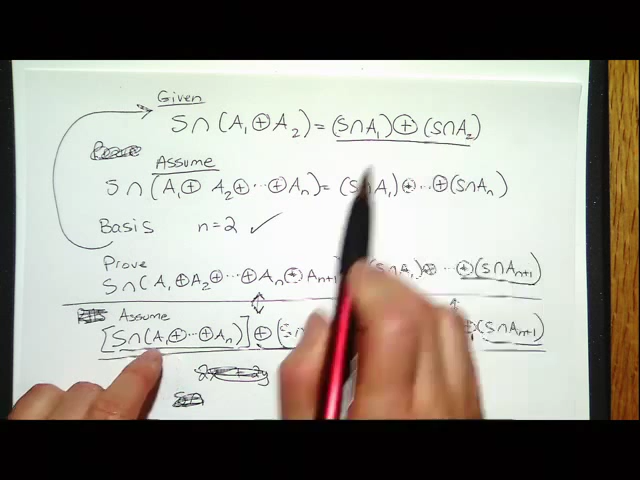 Given
S∩(A₁⊕A₂)=(S∩A₁)⊕(S∩A₂)
Assume
S∩(A₁⊕ A₂⊕···⊕Aₙ)= (S∩A₁)⊕···⊕(S∩Aₙ)
Basis n=2 ✓
Prove
S∩(A₁⊕A₂⊕···⊕Aₙ⊕Aₙ₊₁ ⊕···⊕(S∩Aₙ₊₁)
Assume
[S∩(A₁⊕···⊕Aₙ)]⊕ ⊕(S∩Aₙ₊₁)